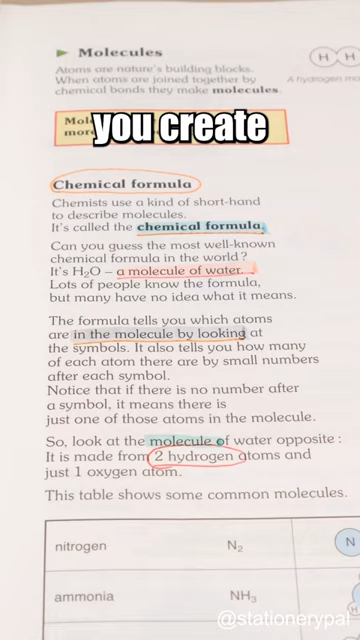 ► Molecules
Atoms are nature's building blocks.
When atoms are joined together by
chemical bonds they make molecules.
H H
A hydrogen m
Mol
more
you create
Chemical formula
Chemists use a kind of short-hand
to describe molecules.
It's called the chemical formula.
Can you guess the most well-known
chemical formula in the world?
It's H₂O – a molecule of water.
Lots of people know the formula,
but many have no idea what it means.
The formula tells you which atoms
are in the molecule by looking at
the symbols. It also tells you how many
of each atom there are by small numbers
after each symbol.
Notice that if there is no number after
a symbol, it means there is
just one of those atoms in the molecule.
So, look at the molecule of water opposite:
It is made from 2 hydrogen atoms and
just 1 oxygen atom.
This table shows some common molecules.
nitrogen N₂ N
ammonia NH₃
H
@stationerypal